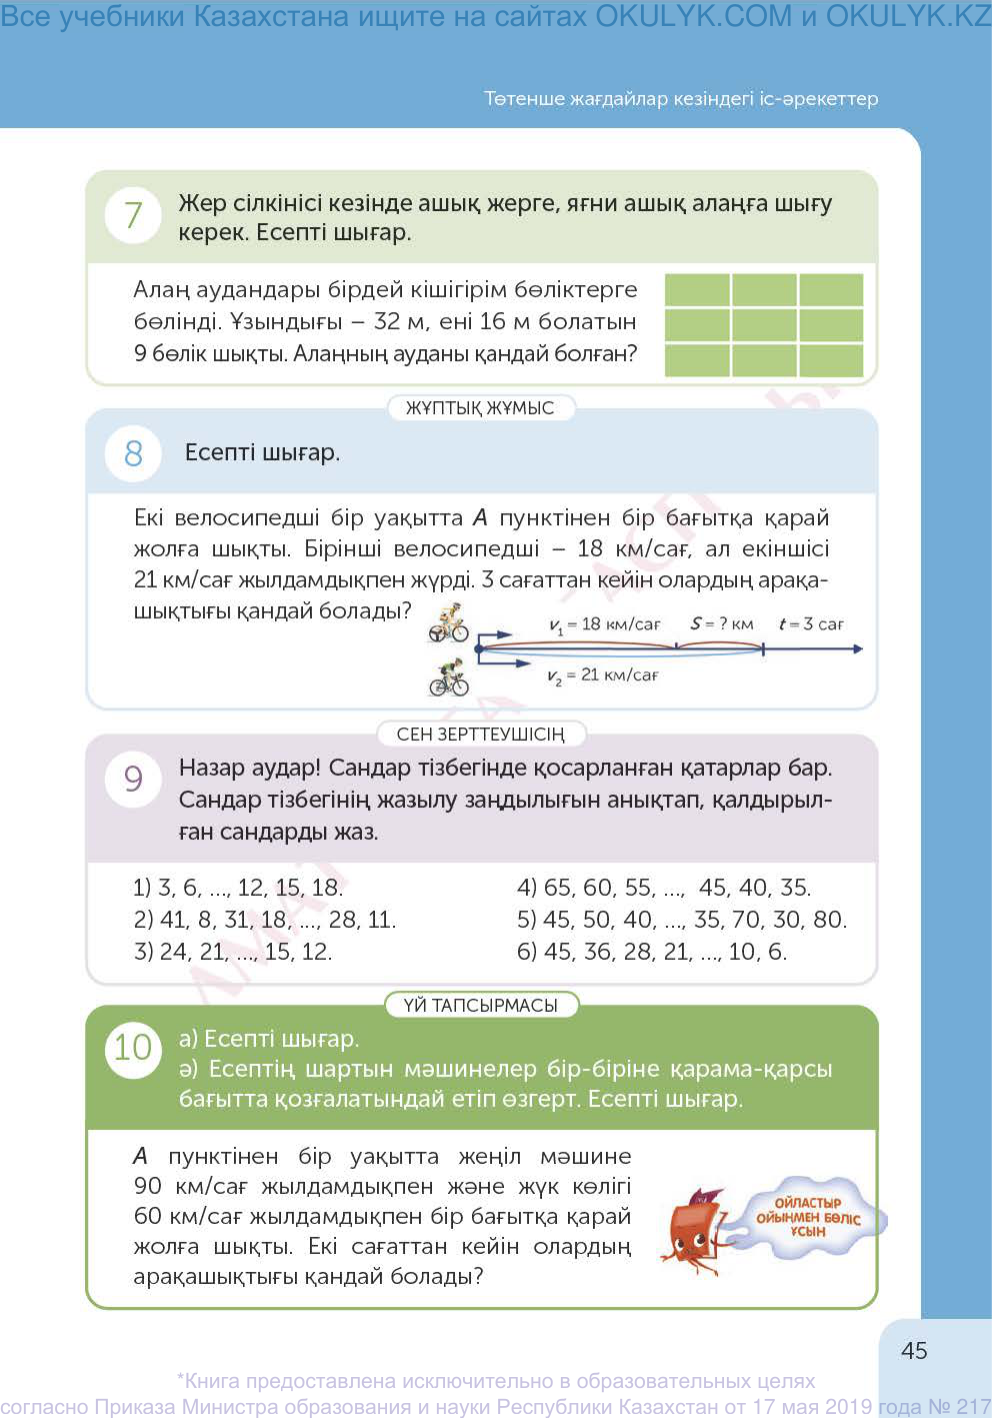 Все учебники Казахстана ищите на сайтах OKULYK.COM и OKULYK.KZ
Төтенше жағдайлар кезіндегі іс-әрекеттер
7
Жер сілкінісі кезінде ашық жерге, яғни ашық алаңға шығу
керек. Есепті шығар.
Алаң аудандары бірдей кішігірім бөліктерге
бөлінді. Ұзындығы – 32 м, ені 16 м болатын
9 бөлік шықты. Алаңның ауданы қандай болған?
ЖҰПТЫҚ ЖҰМЫС
8
Есепті шығар.
Екі велосипедші бір уақытта А пунктінен бір бағытқа қарай
жолға шықты. Бірінші велосипедші – 18 км/сағ, ал екіншісі
21 км/сағ жылдамдықпен жүрді. 3 сағаттан кейін олардың арақа-
шықтығы қандай болады?
v₁ = 18 км/сағ S = ? км t = 3 сағ
v₂ = 21 км/сағ
СЕН ЗЕРТТЕУШІСІҢ
9
Назар аудар! Сандар тізбегінде қосарланған қатарлар бар.
Сандар тізбегінің жазылу заңдылығын анықтап, қалдырыл-
ған сандарды жаз.
1) 3, 6, ..., 12, 15, 18.
2) 41, 8, 31, 18, ..., 28, 11.
3) 24, 21, ..., 15, 12.
4) 65, 60, 55, ..., 45, 40, 35.
5) 45, 50, 40, ..., 35, 70, 30, 80.
6) 45, 36, 28, 21, ..., 10, 6.
ҮЙ ТАПСЫРМАСЫ
10
а) Есепті шығар.
ә) Есептің шартын мәшинелер бір-біріне қарама-қарсы
бағытта қозғалатындай етіп өзгерт. Есепті шығар.
А пунктінен бір уақытта жеңіл мәшине
90 км/сағ жылдамдықпен және жүк көлігі
60 км/сағ жылдамдықпен бір бағытқа қарай
жолға шықты. Екі сағаттан кейін олардың
арақашықтығы қандай болады?
ОЙЛАСТЫР
ОЙЫҢМЕН БӨЛІС
ҰСЫН
45
*Книга предоставлена исключительно в образовательных целях
согласно Приказа Министра образования и науки Республики Казахстан от 17 мая 2019 года № 217